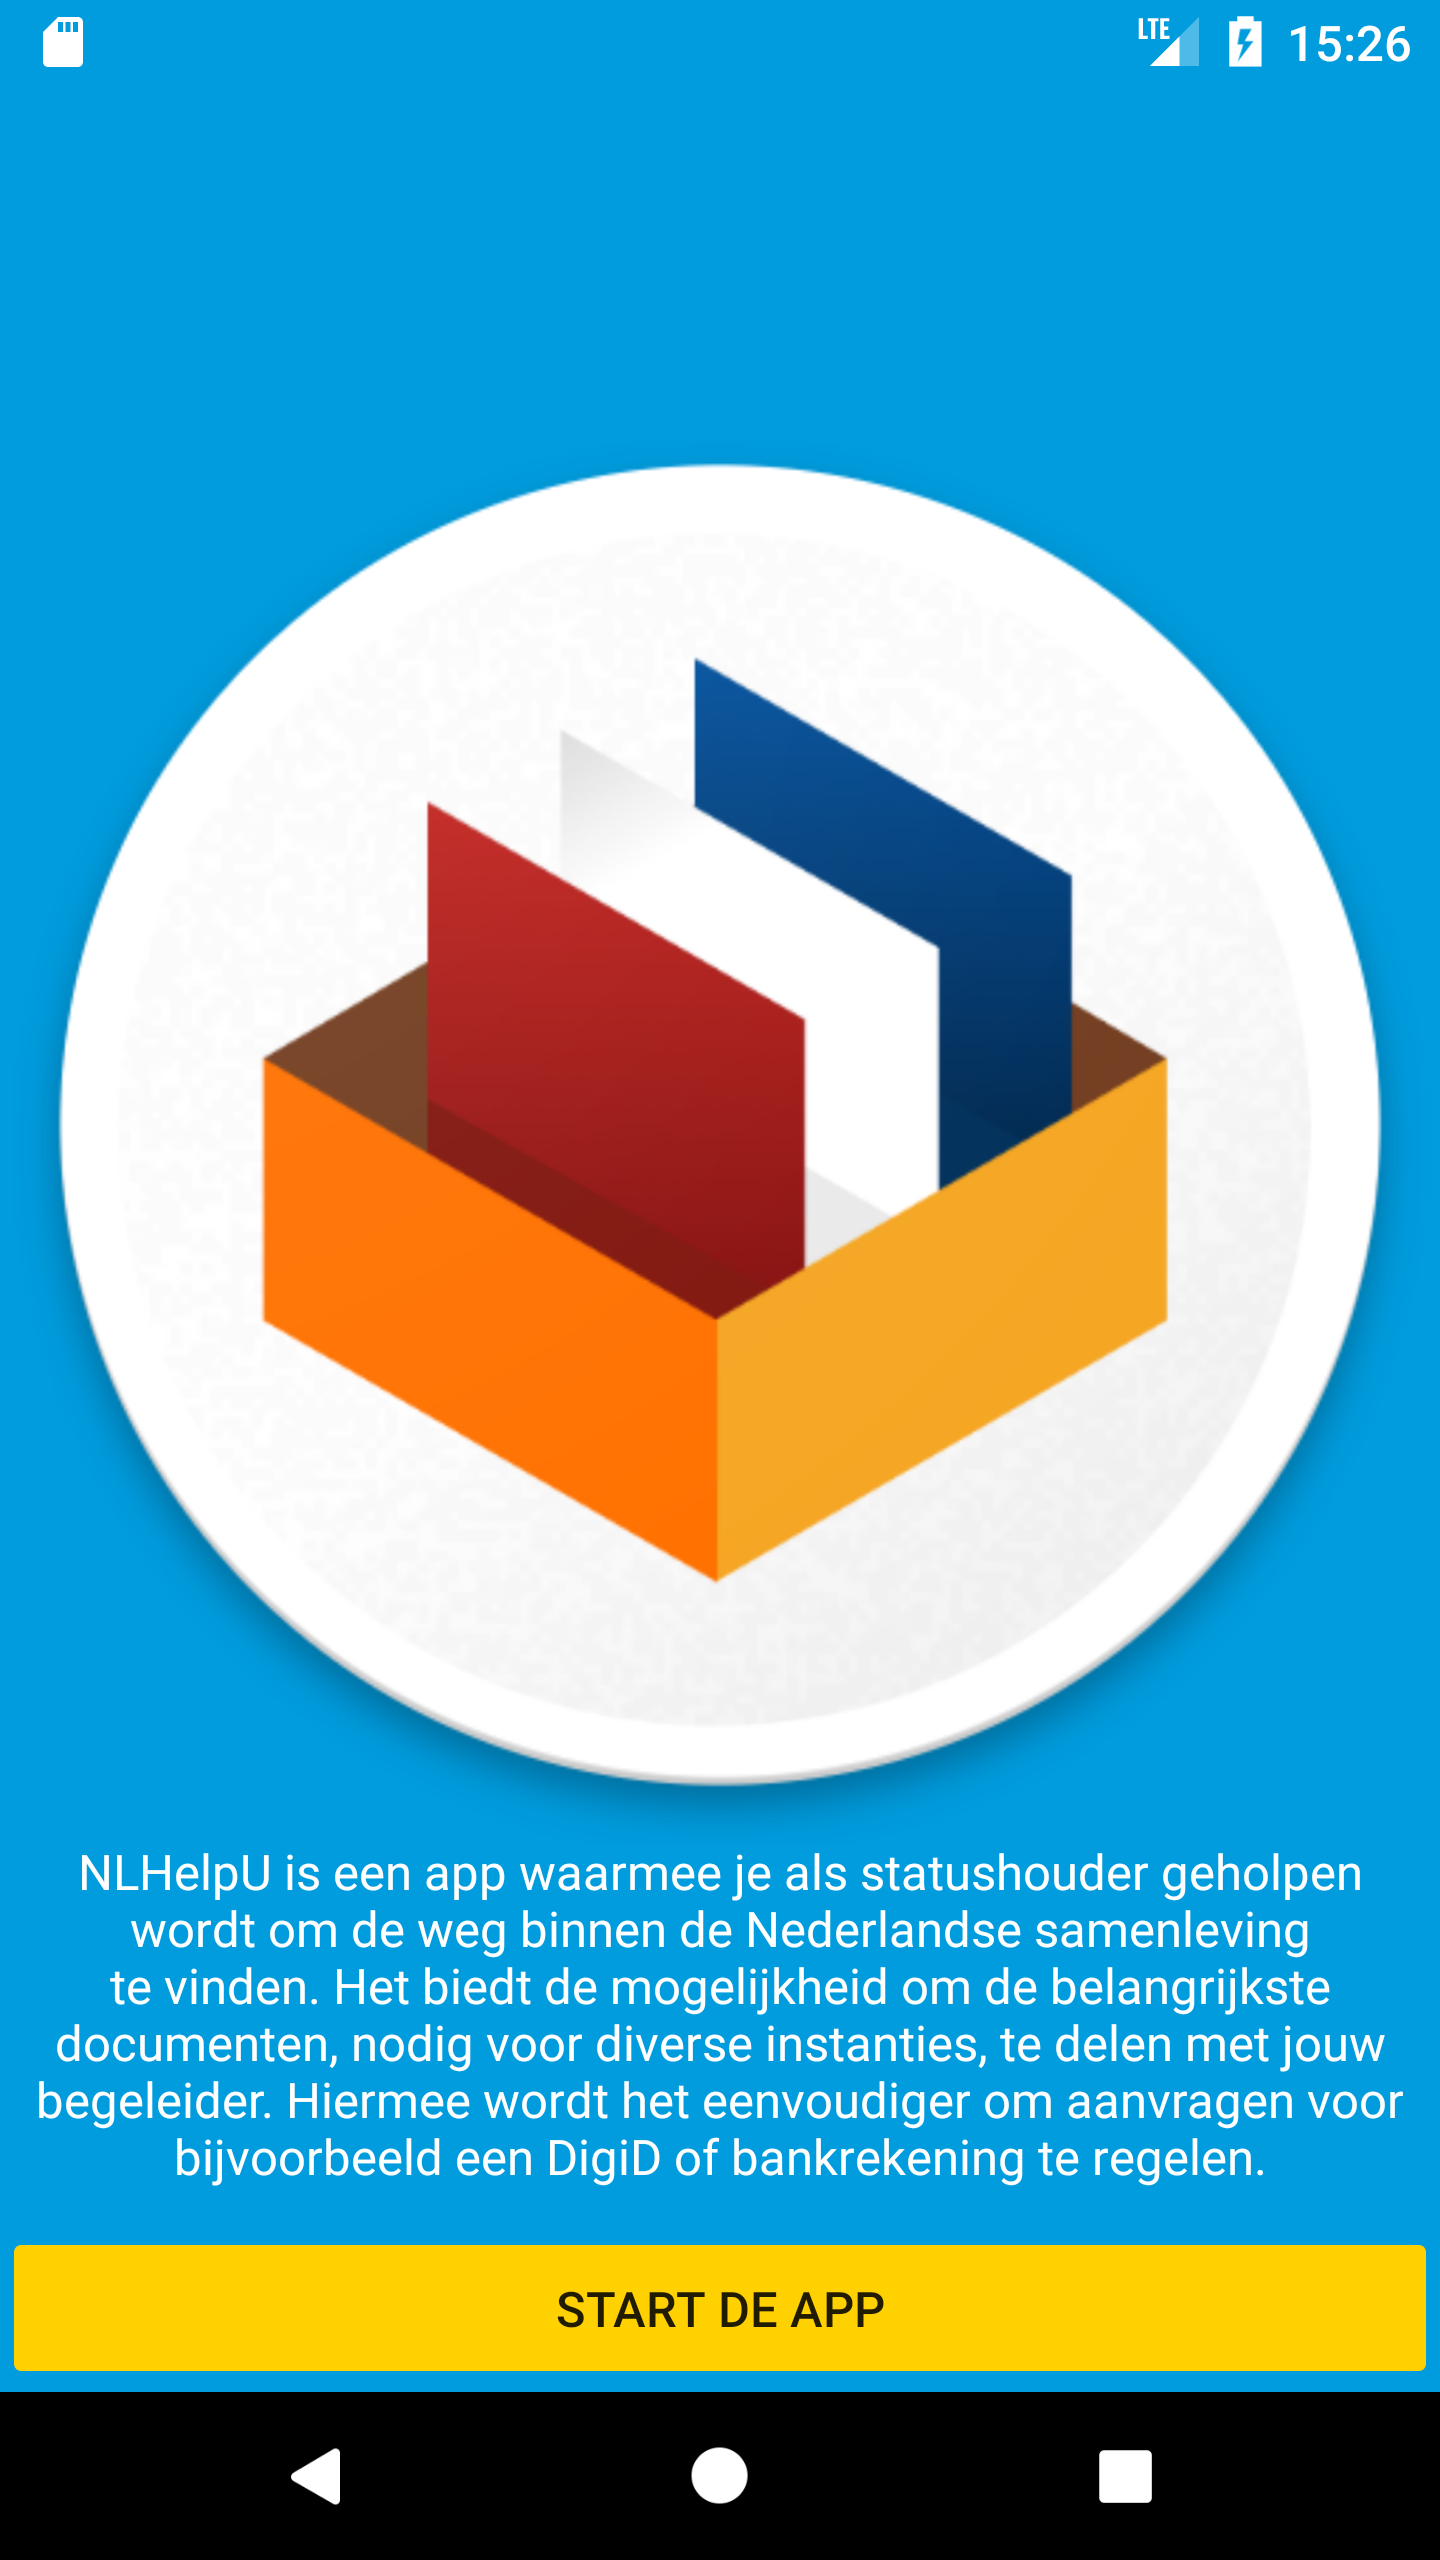 LTE 15:26
NLHelpU is een app waarmee je als statushouder geholpen
wordt om de weg binnen de Nederlandse samenleving
te vinden. Het biedt de mogelijkheid om de belangrijkste
documenten, nodig voor diverse instanties, te delen met jouw
begeleider. Hiermee wordt het eenvoudiger om aanvragen voor
bijvoorbeeld een DigiD of bankrekening te regelen.
START DE APP